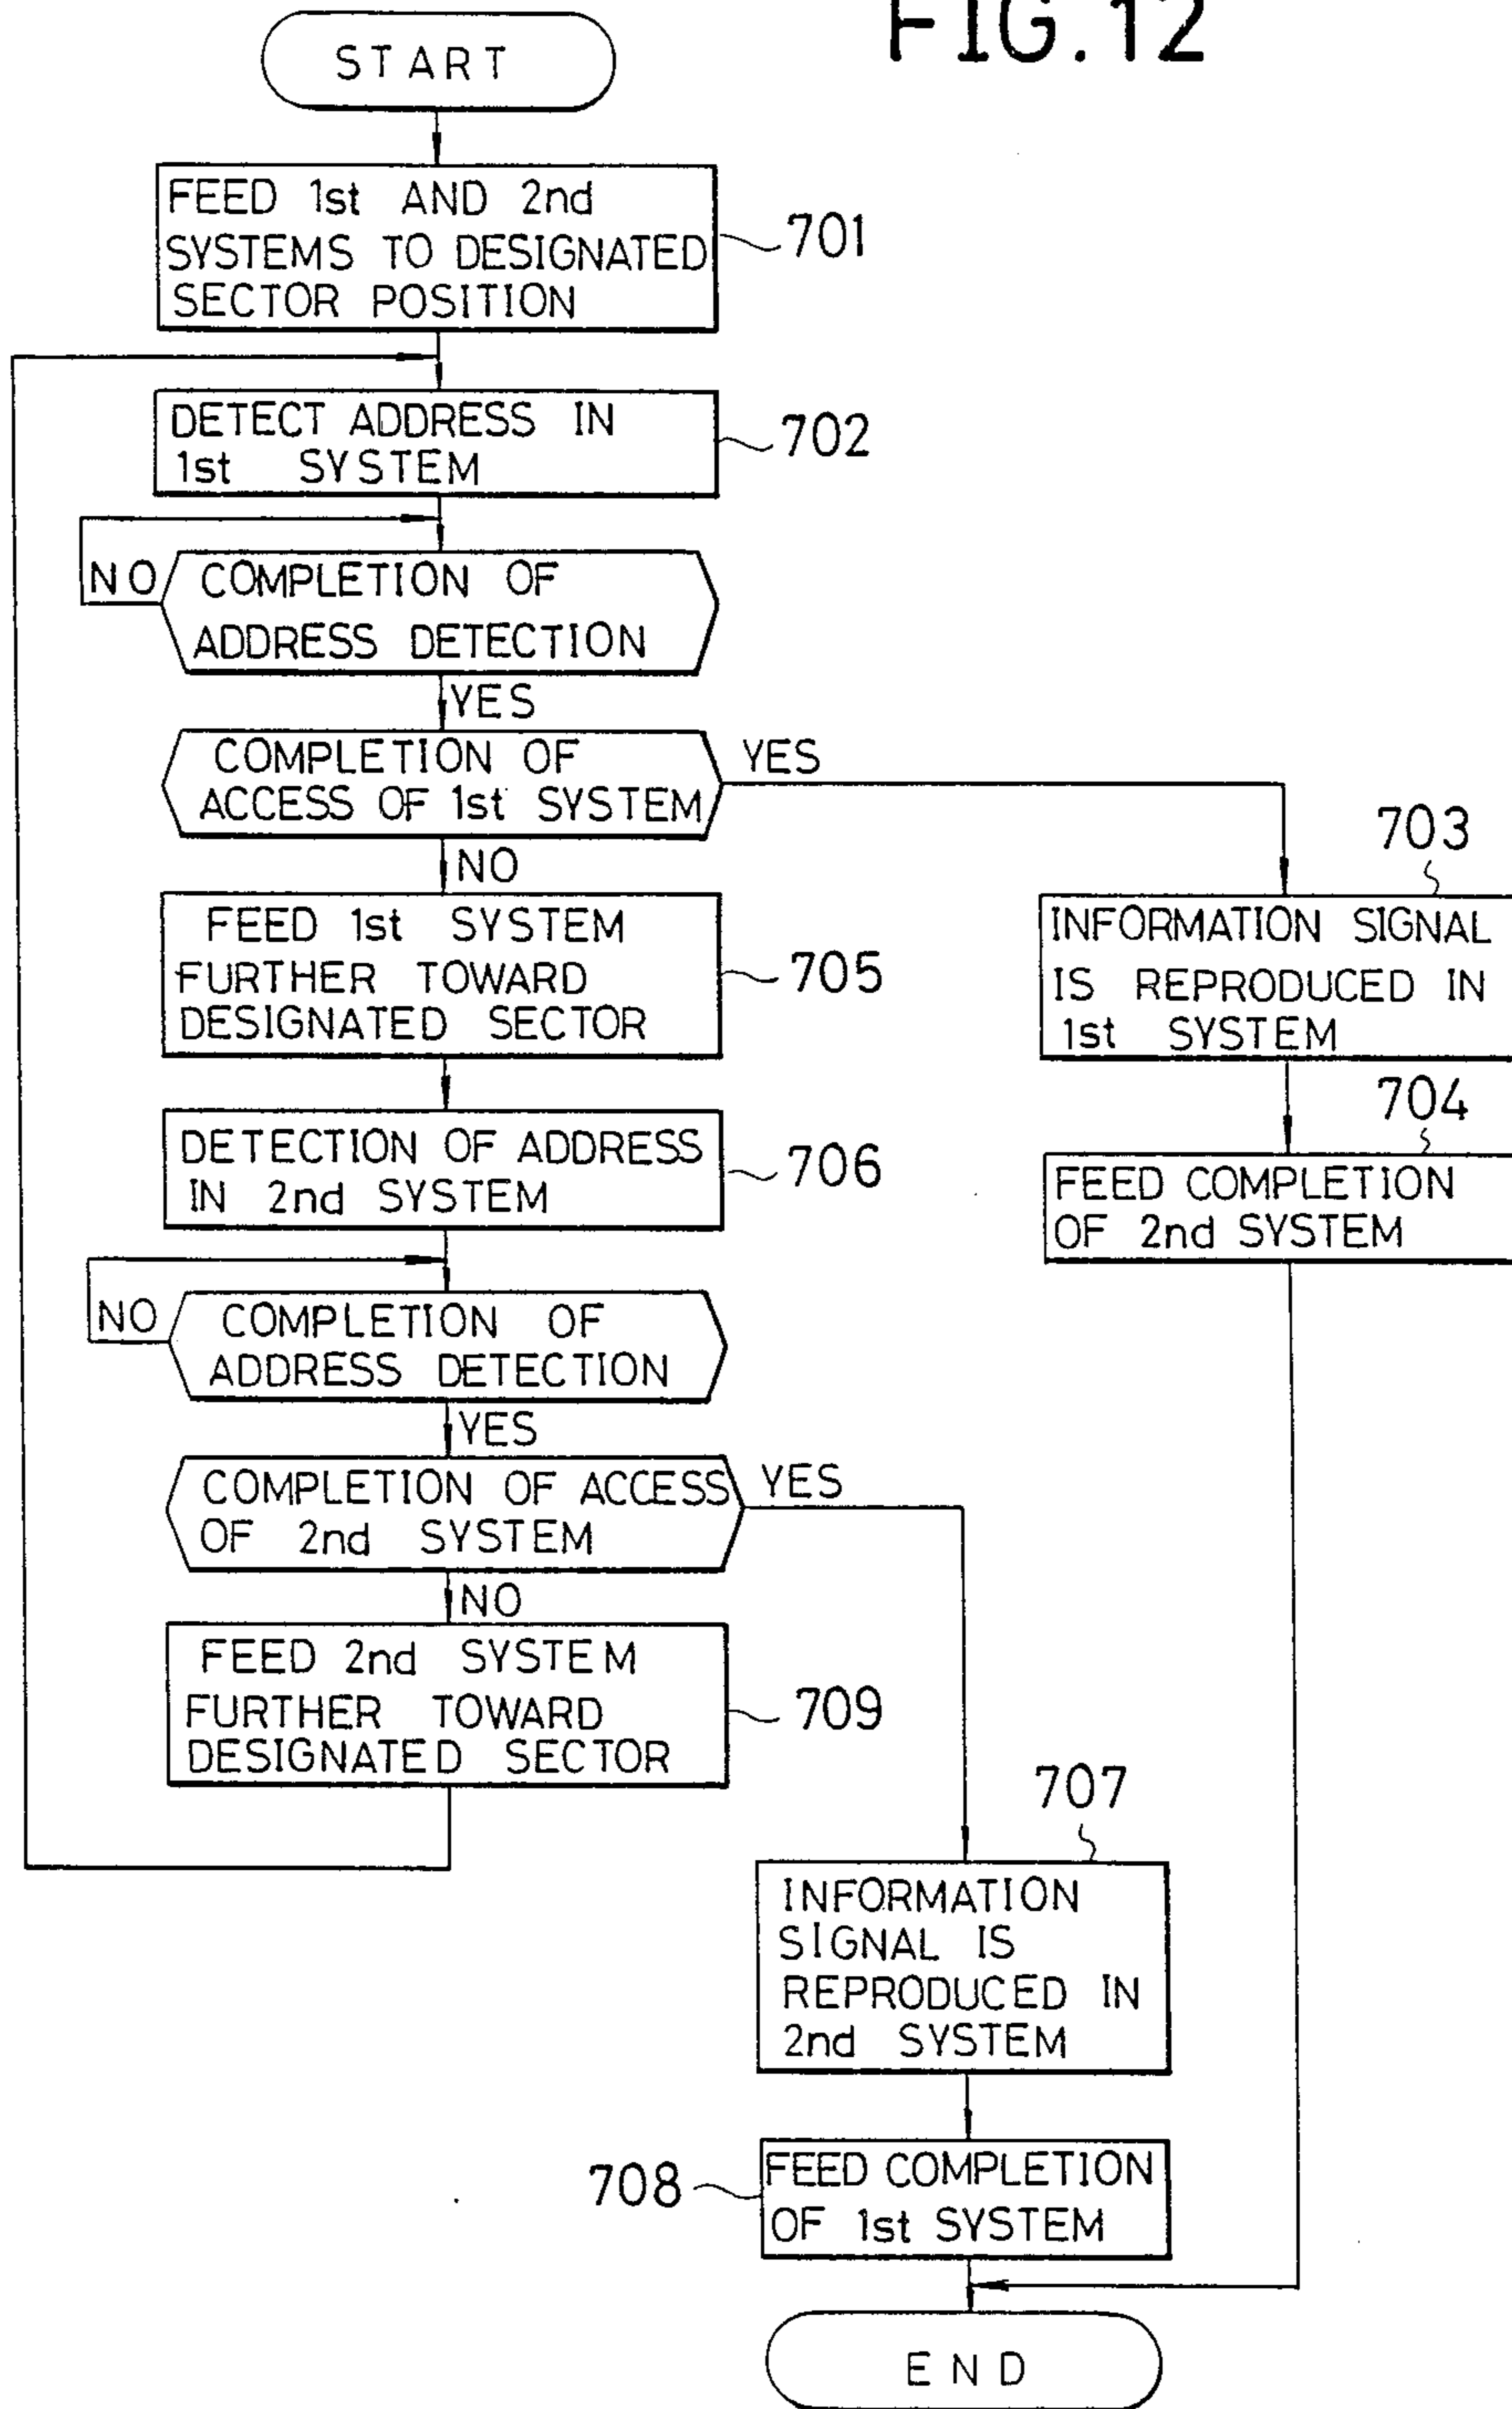 FIG.12
START
FEED 1st AND 2nd
SYSTEMS TO DESIGNATED
SECTOR POSITION
701
DETECT ADDRESS IN
1st SYSTEM
702
NO
COMPLETION OF
ADDRESS DETECTION
YES
COMPLETION OF
ACCESS OF 1st SYSTEM
YES
NO
703
INFORMATION SIGNAL
IS REPRODUCED IN
1st SYSTEM
FEED 1st SYSTEM
FURTHER TOWARD
DESIGNATED SECTOR
705
704
FEED COMPLETION
OF 2nd SYSTEM
DETECTION OF ADDRESS
IN 2nd SYSTEM
706
NO
COMPLETION OF
ADDRESS DETECTION
YES
COMPLETION OF ACCESS
OF 2nd SYSTEM
YES
NO
FEED 2nd SYSTEM
FURTHER TOWARD
DESIGNATED SECTOR
709
707
INFORMATION
SIGNAL IS
REPRODUCED IN
2nd SYSTEM
708
FEED COMPLETION
OF 1st SYSTEM
END